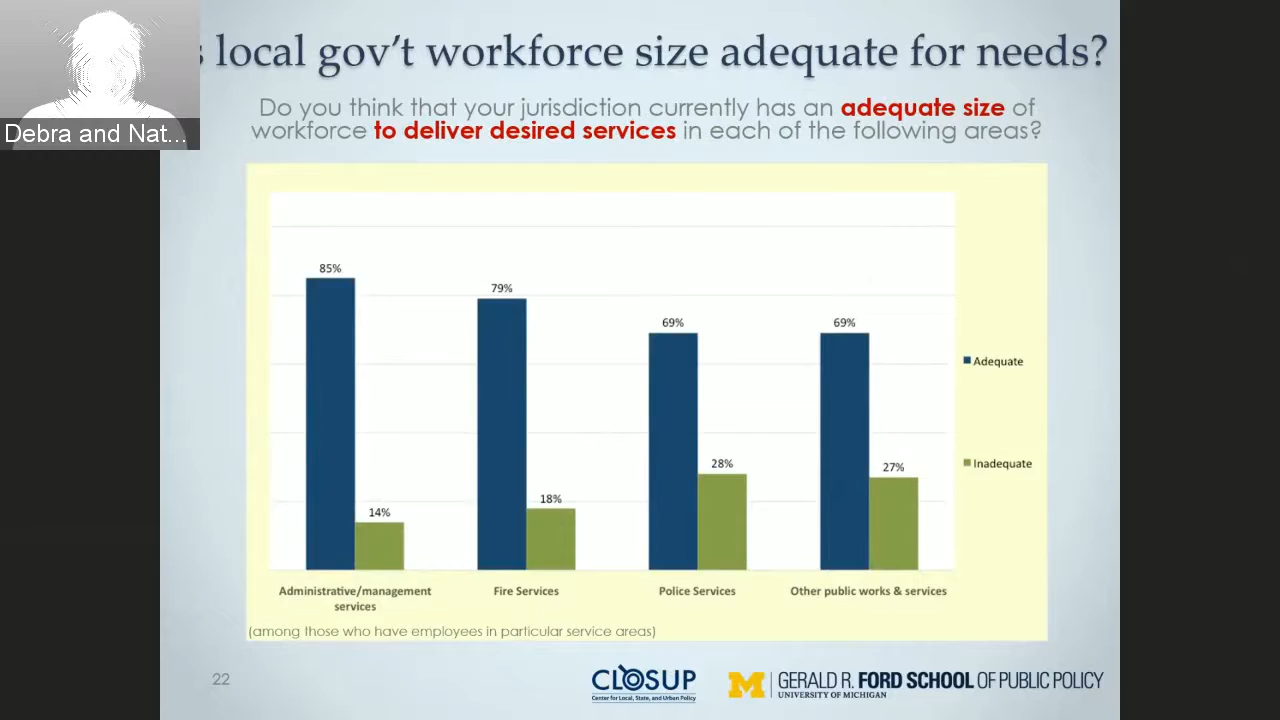 s local gov't workforce size adequate for needs?
Debra and Nat...
Do you think that your jurisdiction currently has an adequate size of
workforce to deliver desired services in each of the following areas?
85%
14%
79%
18%
69%
28%
69%
27%
Adequate
Inadequate
Administrative/management
services
Fire Services
Police Services
Other public works & services
(among those who have employees in particular service areas)
22
CLOSUP
Center for Local, State, and Urban Policy
M
GERALD R. FORD SCHOOL OF PUBLIC POLICY
UNIVERSITY OF MICHIGAN